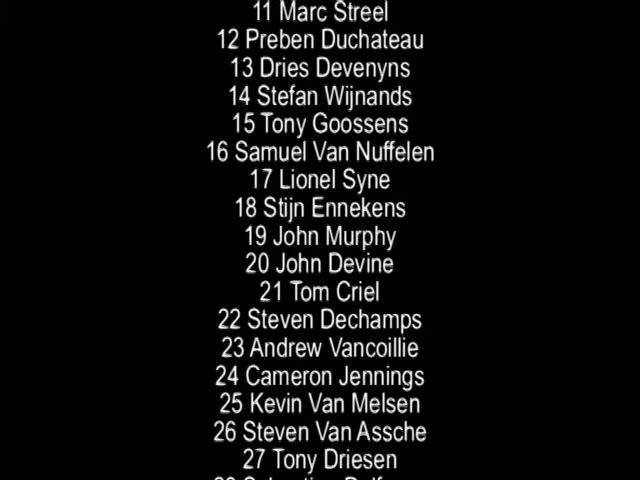 11 Marc Streel
12 Preben Duchateau
13 Dries Devenyns
14 Stefan Wijnands
15 Tony Goossens
16 Samuel Van Nuffelen
17 Lionel Syne
18 Stijn Ennekens
19 John Murphy
20 John Devine
21 Tom Criel
22 Steven Dechamps
23 Andrew Vancoillie
24 Cameron Jennings
25 Kevin Van Melsen
26 Steven Van Assche
27 Tony Driesen